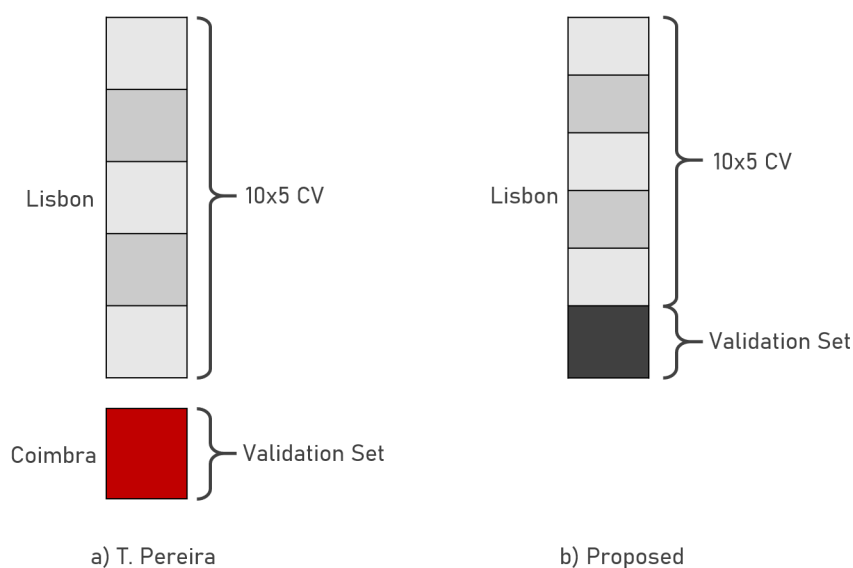 Lisbon
10x5 CV
Coimbra
Validation Set
a) T. Pereira
Lisbon
10x5 CV
Validation Set
b) Proposed